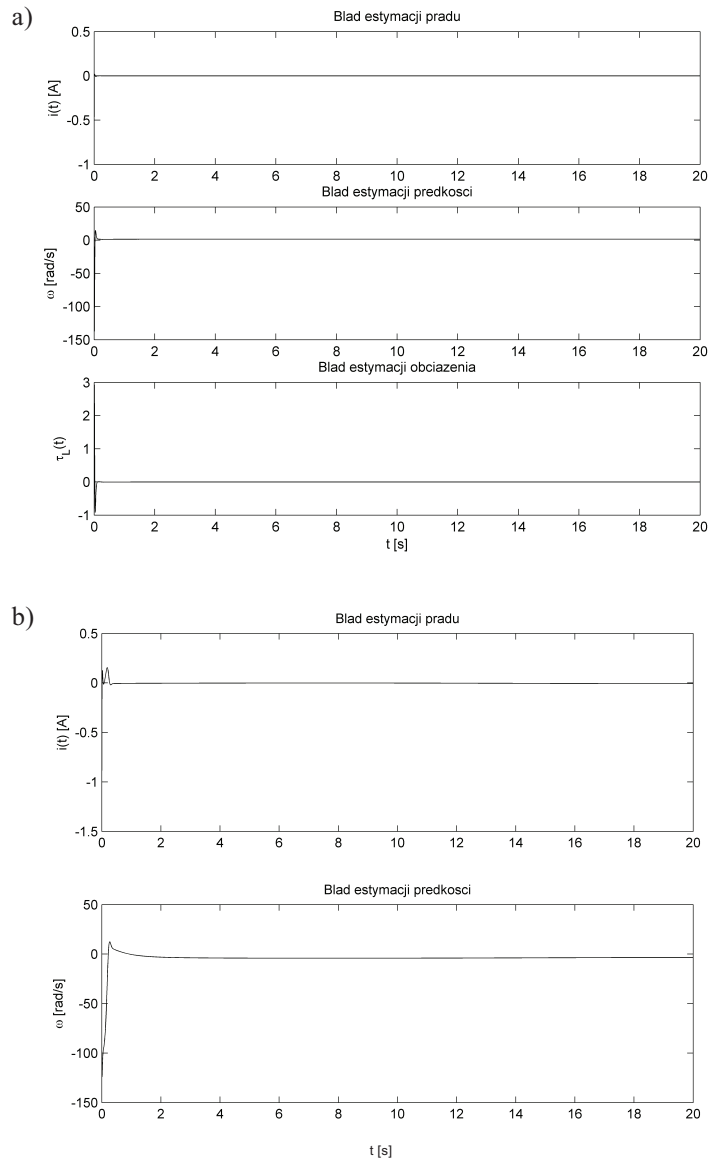 a)
Blad estymacji pradu
0.5
0
-0.5
-1
i(t) [A]
0 2 4 6 8 10 12 14 16 18 20
Blad estymacji predkosci
50
0
-50
-100
-150
ω [rad/s]
0 2 4 6 8 10 12 14 16 18 20
Blad estymacji obciazenia
3
2
1
0
-1
τL(t)
0 2 4 6 8 10 12 14 16 18 20
t [s]
b)
Blad estymacji pradu
0.5
0
-0.5
-1
-1.5
i(t) [A]
0 2 4 6 8 10 12 14 16 18 20
Blad estymacji predkosci
50
0
-50
-100
-150
ω [rad/s]
0 2 4 6 8 10 12 14 16 18 20
t [s]